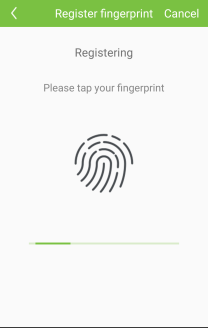 Register fingerprint Cancel
Registering
Please tap your fingerprint